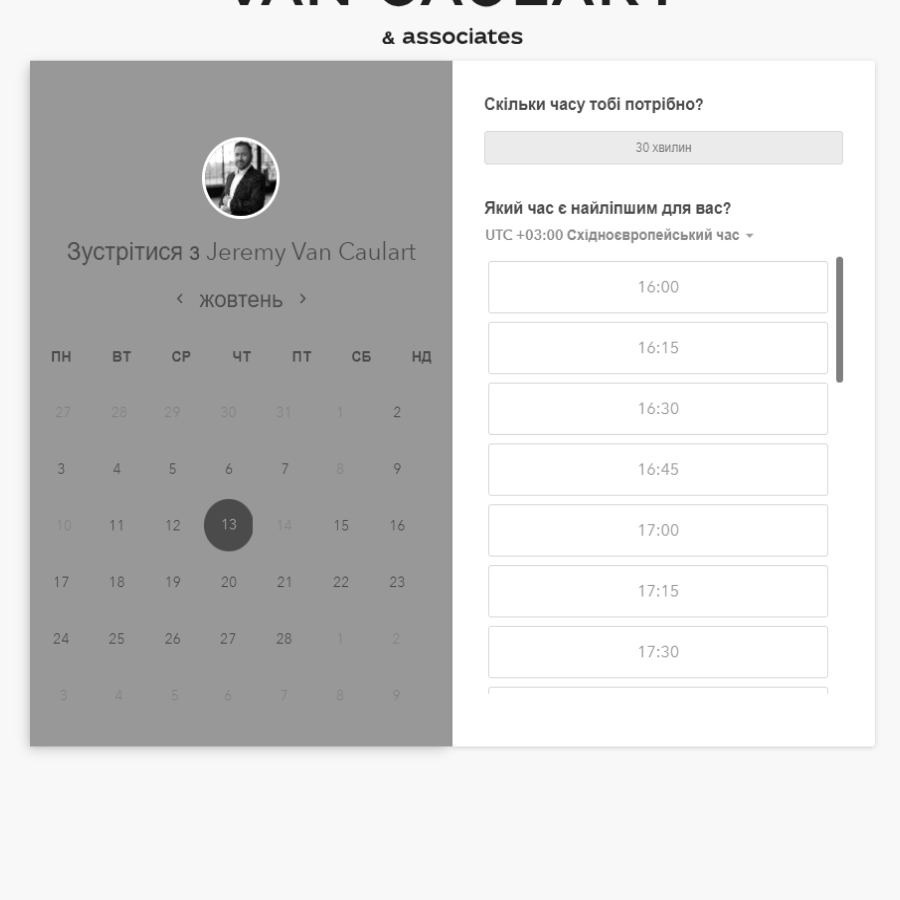 VAN CAULART
& associates
Зустрітися з Jeremy Van Caulart
‹ жовтень ›
ПН ВТ СР ЧТ ПТ СБ НД
27 28 29 30 31 1 2
3 4 5 6 7 8 9
10 11 12 13 14 15 16
17 18 19 20 21 22 23
24 25 26 27 28 1 2
3 4 5 6 7 8 9
Скільки часу тобі потрібно?
30 хвилин
Який час є найліпшим для вас?
UTC +03:00 Східноєвропейський час
16:00
16:15
16:30
16:45
17:00
17:15
17:30